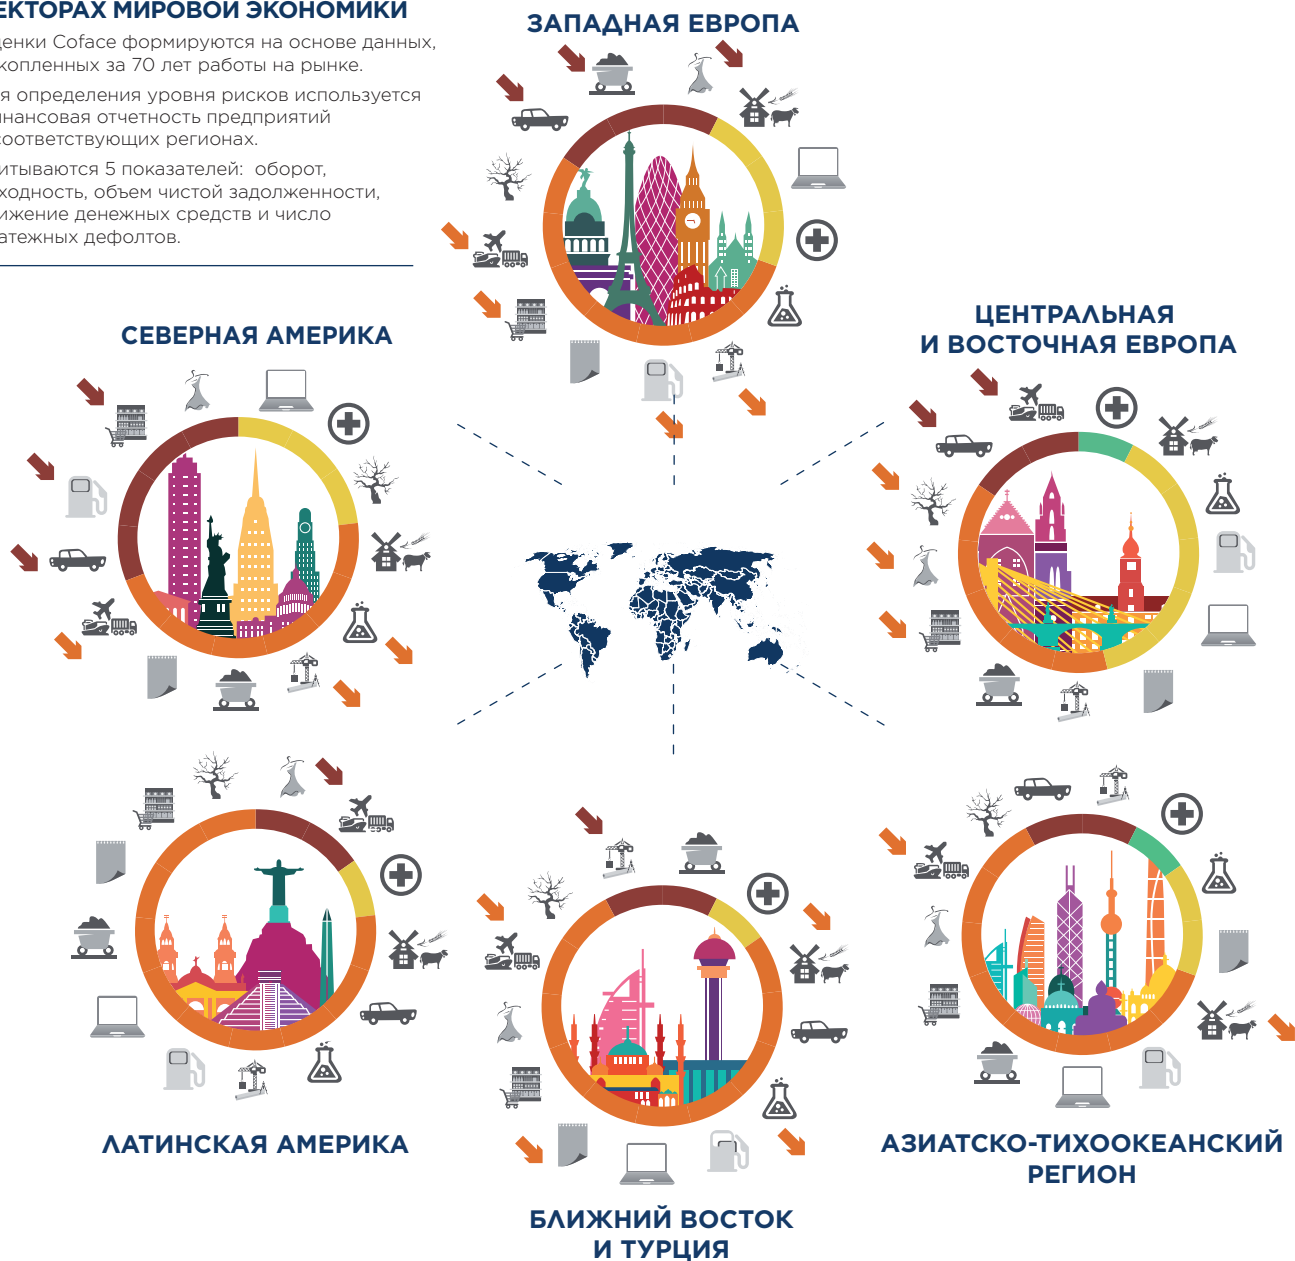 ЕКТОРАХ МИРОВОЙ ЭКОНОМИКИ
ценки Coface формируются на основе данных,
копленных за 70 лет работы на рынке.
я определения уровня рисков используется
инансовая отчетность предприятий
соответствующих регионах.
итываются 5 показателей: оборот,
ходность, объем чистой задолженности,
ижение денежных средств и число
атежных дефолтов.
ЗАПАДНАЯ ЕВРОПА
СЕВЕРНАЯ АМЕРИКА
ЦЕНТРАЛЬНАЯ
И ВОСТОЧНАЯ ЕВРОПА
ЛАТИНСКАЯ АМЕРИКА
БЛИЖНИЙ ВОСТОК
И ТУРЦИЯ
АЗИАТСКО-ТИХООКЕАНСКИЙ
РЕГИОН